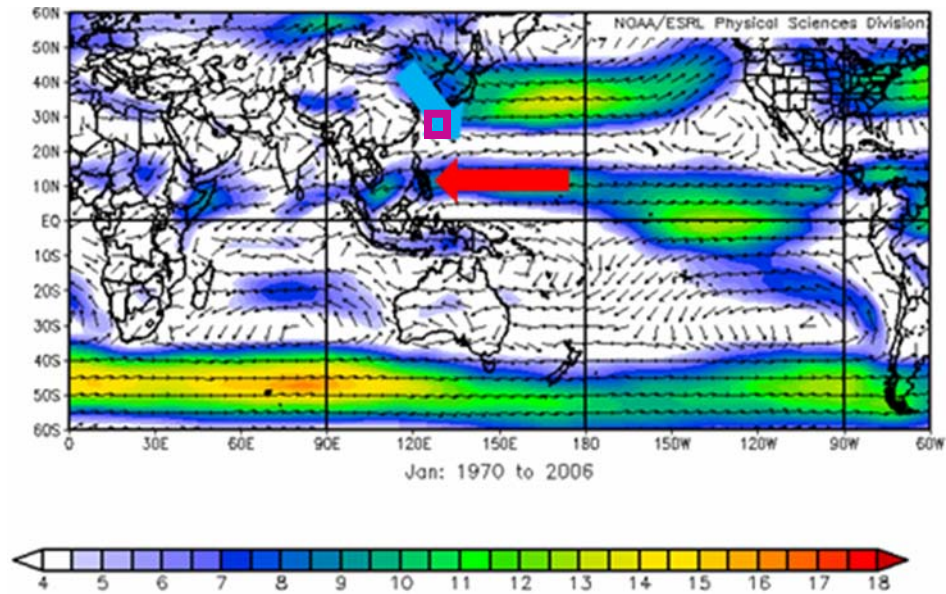 NOAA/ESRL Physical Sciences Division
60N
50N
40N
30N
20N
10N
EQ
10S
20S
30S
40S
50S
60S
0 30E 60E 90E 120E 150E 180 150W 120W 90W 60W
Jan: 1970 to 2006
4 5 6 7 8 9 10 11 12 13 14 15 16 17 18